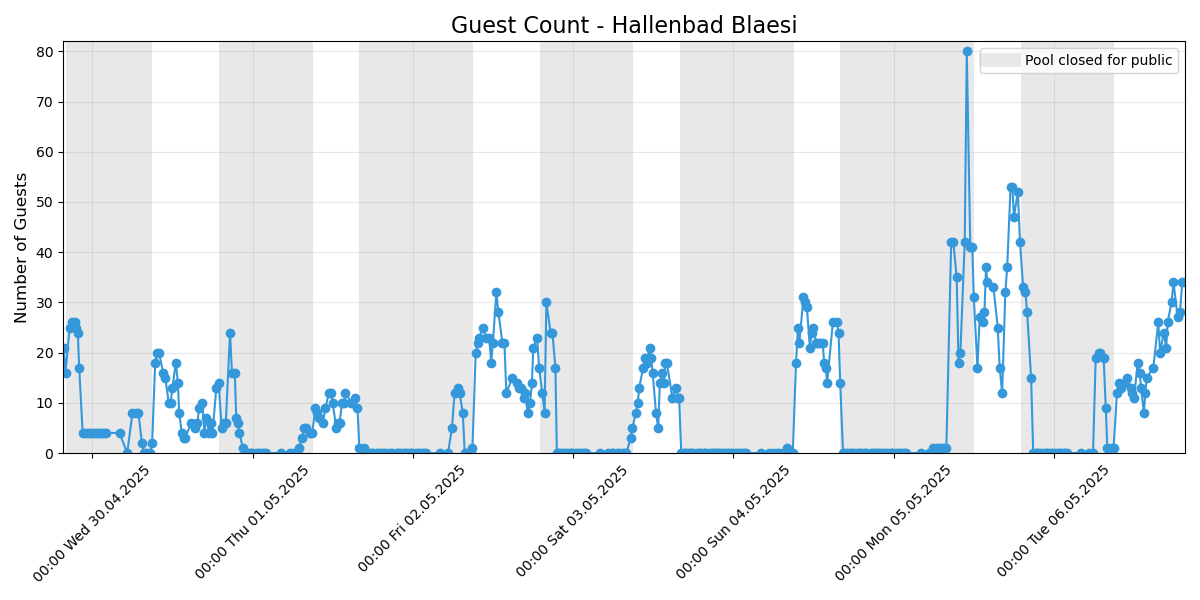 Guest Count - Hallenbad Blaesi
Pool closed for public
Number of Guests
80
70
60
50
40
30
20
10
0
00:00 Wed 30.04.2025
00:00 Thu 01.05.2025
00:00 Fri 02.05.2025
00:00 Sat 03.05.2025
00:00 Sun 04.05.2025
00:00 Mon 05.05.2025
00:00 Tue 06.05.2025